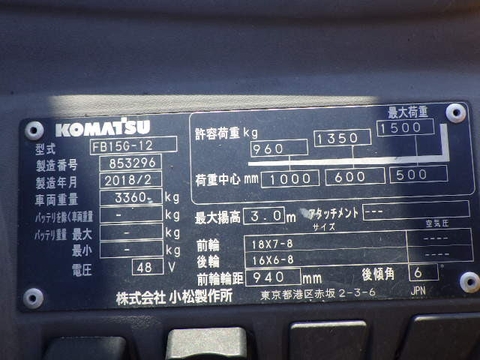 KOMATSU
型式 FB15G-12
製造番号 853296
製造年月 2018/2
車両重量 3360 kg
バッテリを除く車両重量 - kg
バッテリ重量 最大 - kg
最小 - kg
電圧 48 V
最大荷重
許容荷重 kg 960 1350 1500
荷重中心 mm 1000 600 500
最大揚高 3.0 m アタッチメント ---
サイズ 空気圧
前輪 18X7-8 ----
後輪 16X6-8 ----
前輪輪距 940 mm 後傾角 6
株式会社 小松製作所 東京都港区赤坂2-3-6 JPN